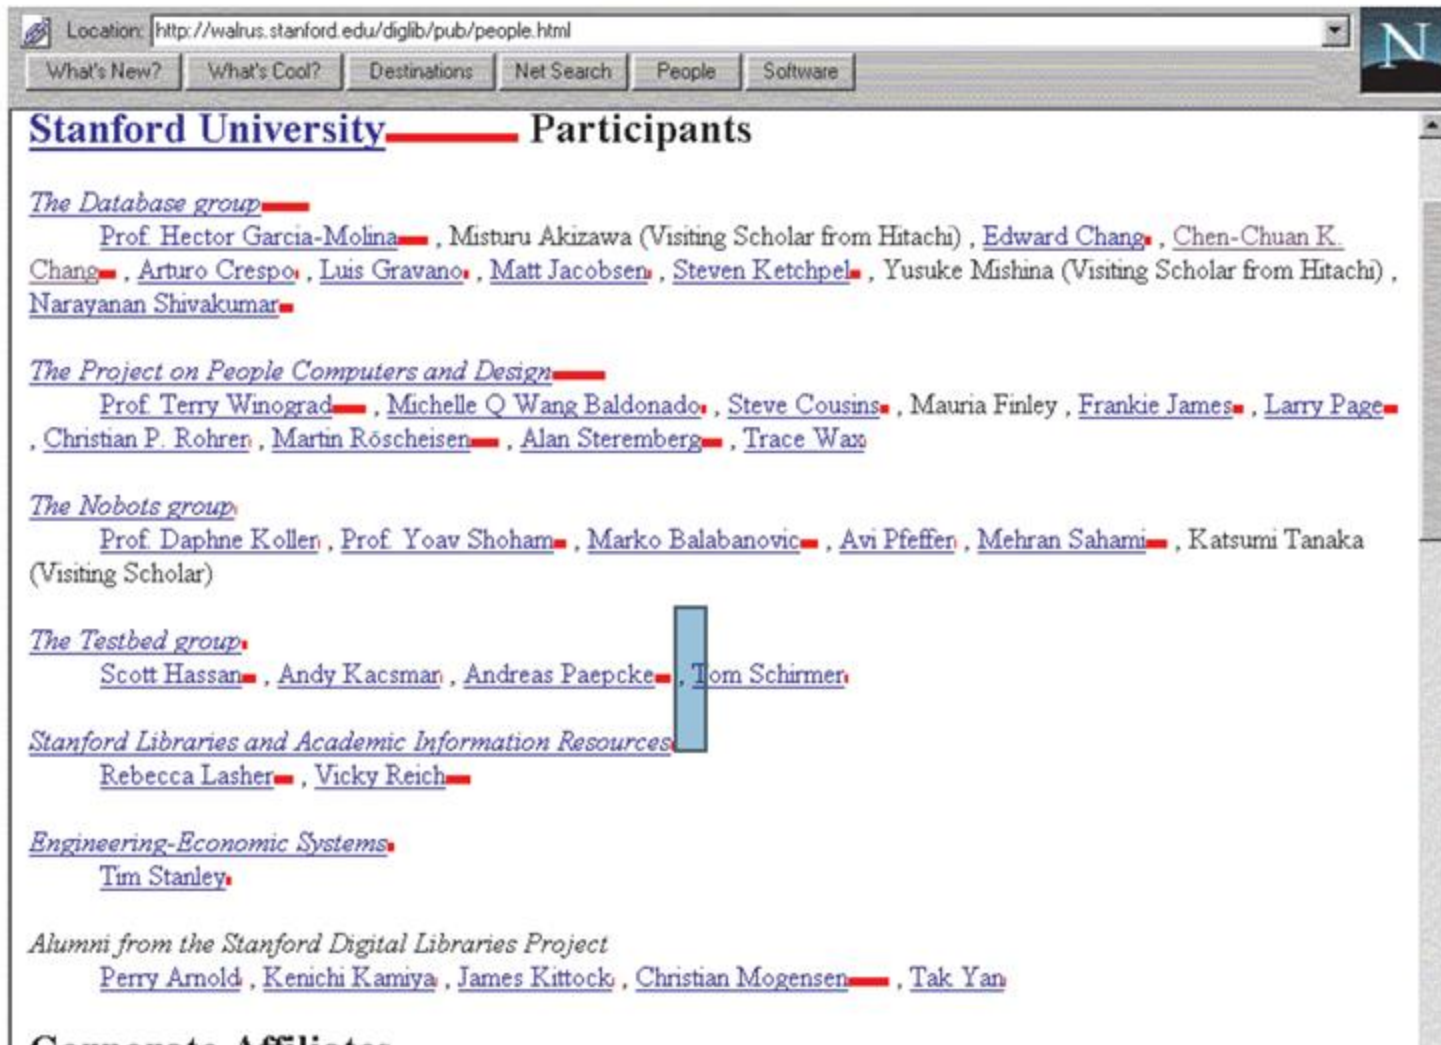 Location: http://walrus.stanford.edu/diglib/pub/people.html
N
What's New? What's Cool? Destinations Net Search People Software
Stanford University Participants
The Database group
Prof. Hector Garcia-Molina , Misturu Akizawa (Visiting Scholar from Hitachi) , Edward Chang , Chen-Chuan K.
Chang , Arturo Crespo , Luis Gravano , Matt Jacobsen , Steven Ketchpel , Yusuke Mishina (Visiting Scholar from Hitachi) ,
Narayanan Shivakumar
The Project on People Computers and Design
Prof. Terry Winograd , Michelle Q Wang Baldonado , Steve Cousins , Mauria Finley , Frankie James , Larry Page
, Christian P. Rohrer , Martin Röscheisen , Alan Steremberg , Trace Wax
The Nobots group
Prof. Daphne Koller , Prof. Yoav Shoham , Marko Balabanovic , Avi Pfeffer , Mehran Sahami , Katsumi Tanaka
(Visiting Scholar)
The Testbed group
Scott Hassan , Andy Kacsmar , Andreas Paepcke , Tom Schirmer
Stanford Libraries and Academic Information Resources
Rebecca Lasher , Vicky Reich
Engineering-Economic Systems
Tim Stanley
Alumni from the Stanford Digital Libraries Project
Perry Arnold , Kenichi Kamiya , James Kittock , Christian Mogensen , Tak Yan
Corporate Affiliates